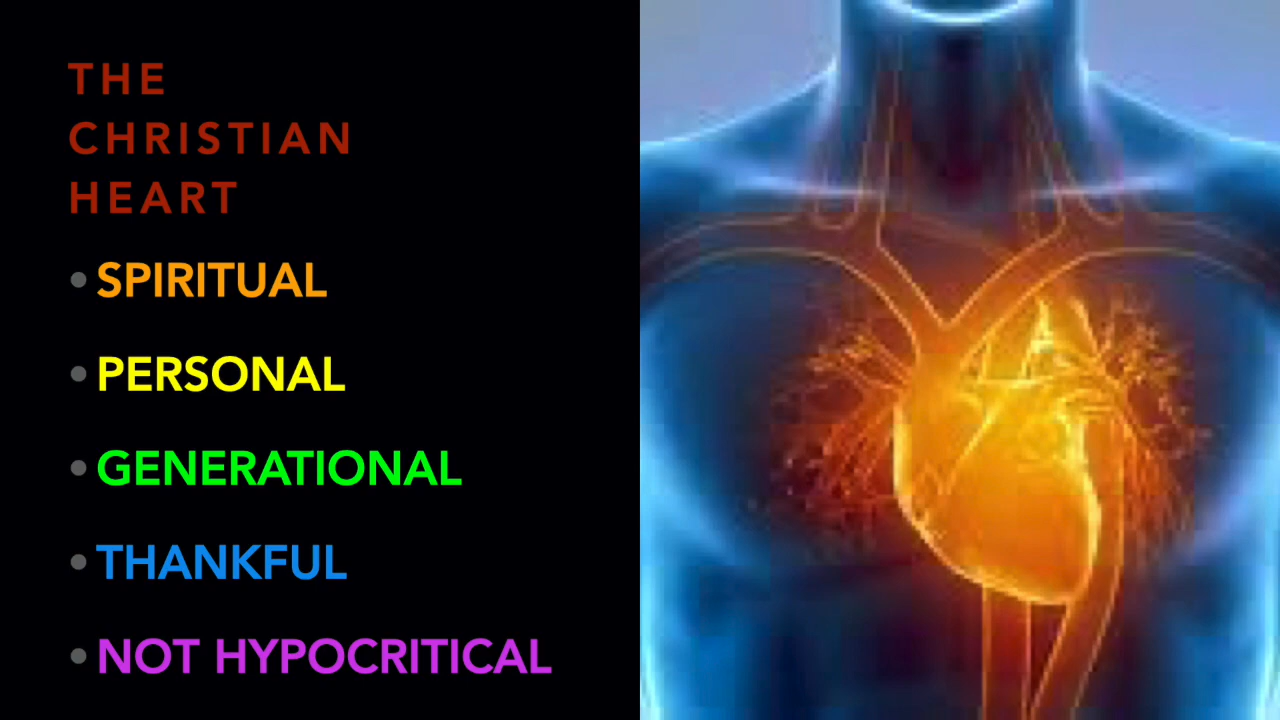 THE
CHRISTIAN
HEART
• SPIRITUAL
• PERSONAL
• GENERATIONAL
• THANKFUL
• NOT HYPOCRITICAL